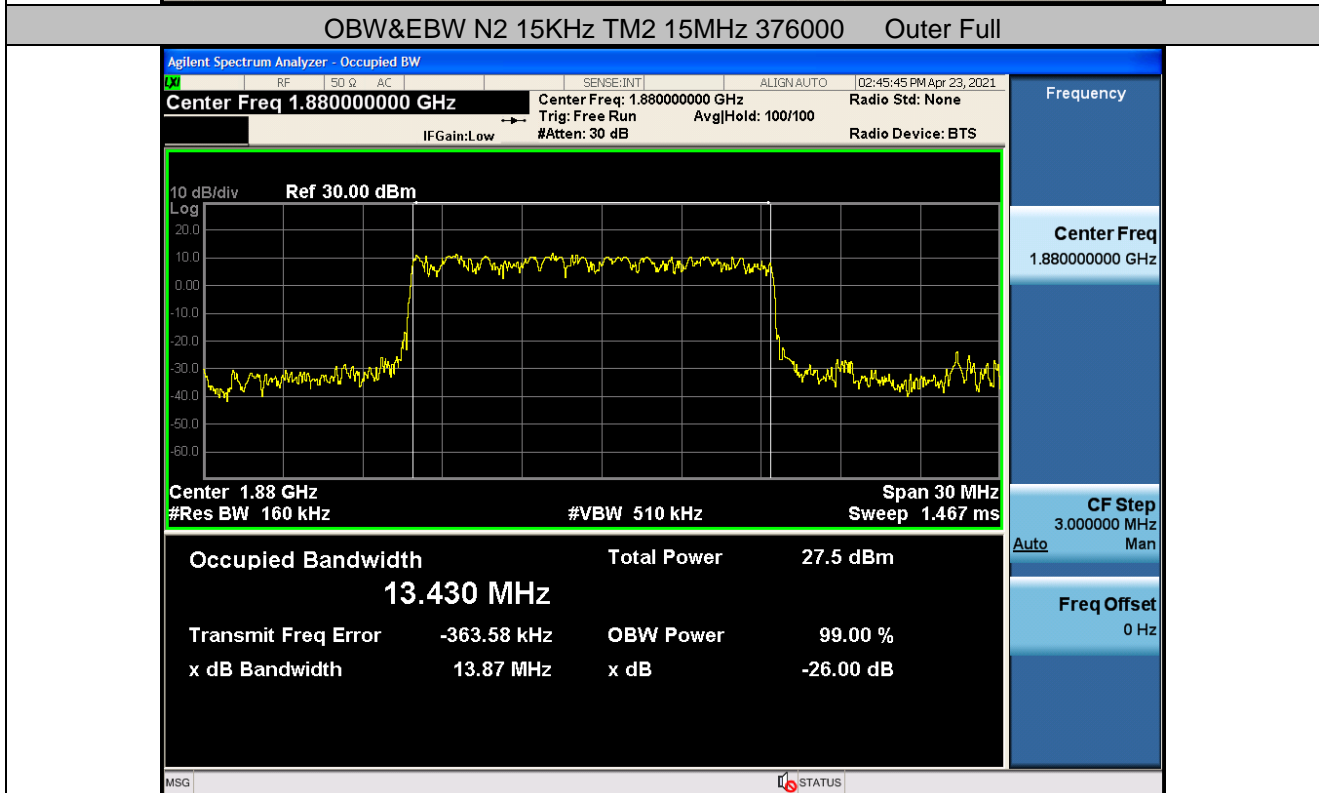 OBW&EBW N2 15KHz TM2 15MHz 376000 Outer Full
Agilent Spectrum Analyzer - Occupied BW
LXI RF 50 Ω AC SENSE:INT ALIGN AUTO 02:45:45 PM Apr 23, 2021
Center Freq 1.880000000 GHz
Center Freq: 1.880000000 GHz Radio Std: None
Trig: Free Run Avg|Hold: 100/100
IFGain:Low #Atten: 30 dB Radio Device: BTS
Frequency
10 dB/div Ref 30.00 dBm
Log
20.0
10.0
0.00
-10.0
-20.0
-30.0
-40.0
-50.0
-60.0
Center 1.88 GHz Span 30 MHz
#Res BW 160 kHz #VBW 510 kHz Sweep 1.467 ms
Occupied Bandwidth Total Power 27.5 dBm
13.430 MHz
Transmit Freq Error -363.58 kHz OBW Power 99.00 %
x dB Bandwidth 13.87 MHz x dB -26.00 dB
Center Freq
1.880000000 GHz
CF Step
3.000000 MHz
Auto Man
Freq Offset
0 Hz
MSG STATUS